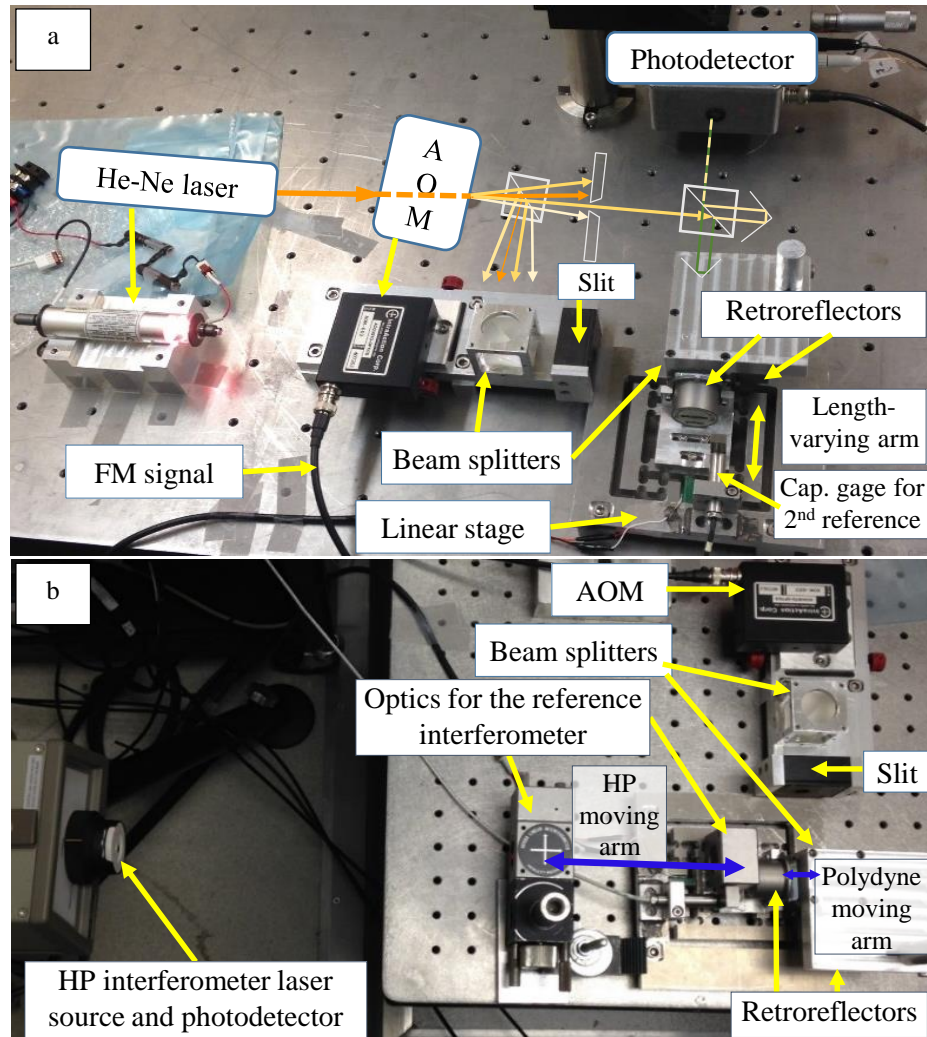 a
Photodetector
He-Ne laser
A
O
M
Slit
Retroreflectors
Length-
varying arm
FM signal
Beam splitters
Cap. gage for
2nd reference
Linear stage
b
AOM
Beam splitters
Optics for the reference
interferometer
HP
moving
arm
Slit
Polydyne
moving
arm
HP interferometer laser
source and photodetector
Retroreflectors